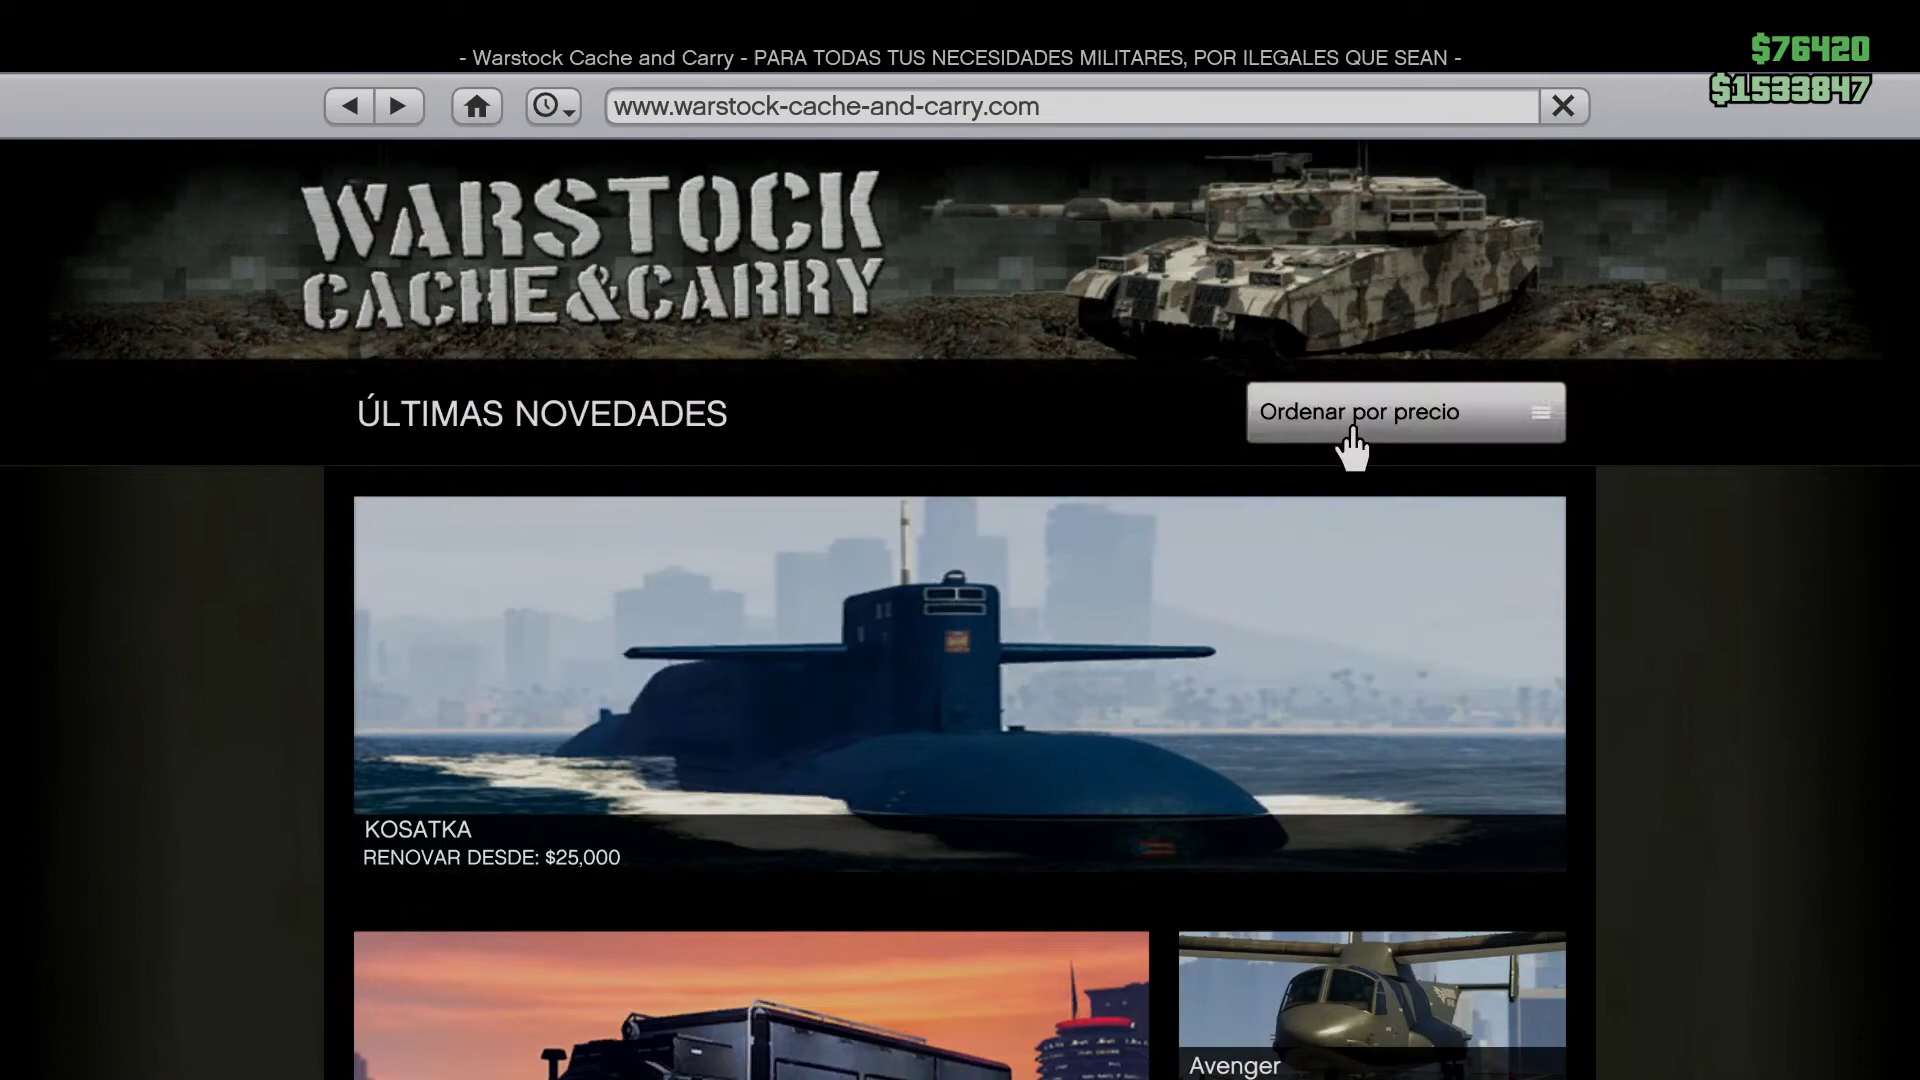 - Warstock Cache and Carry - PARA TODAS TUS NECESIDADES MILITARES, POR ILEGALES QUE SEAN -
$76420
$1533847
www.warstock-cache-and-carry.com
WARSTOCK
CACHE&CARRY
ÚLTIMAS NOVEDADES
Ordenar por precio
KOSATKA
RENOVAR DESDE: $25,000
Avenger